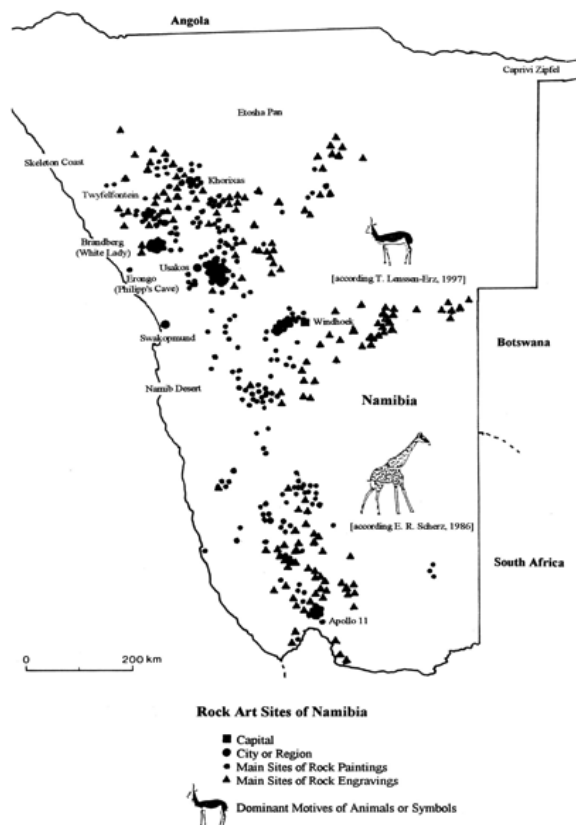 Angola
Caprivi Zipfel
Etosha Pan
Skeleton Coast
Khorixas
Twyfelfontein
Brandberg
(White Lady)
Usakos
[according T. Lenssen-Erz, 1997]
Erongo
(Philipp's Cave)
Windhoek
Swakopmund
Botswana
Namib Desert
Namibia
[according E. R. Scherz, 1986]
South Africa
Apollo 11
0
200 km
Rock Art Sites of Namibia
Capital
City or Region
Main Sites of Rock Paintings
Main Sites of Rock Engravings
Dominant Motives of Animals or Symbols